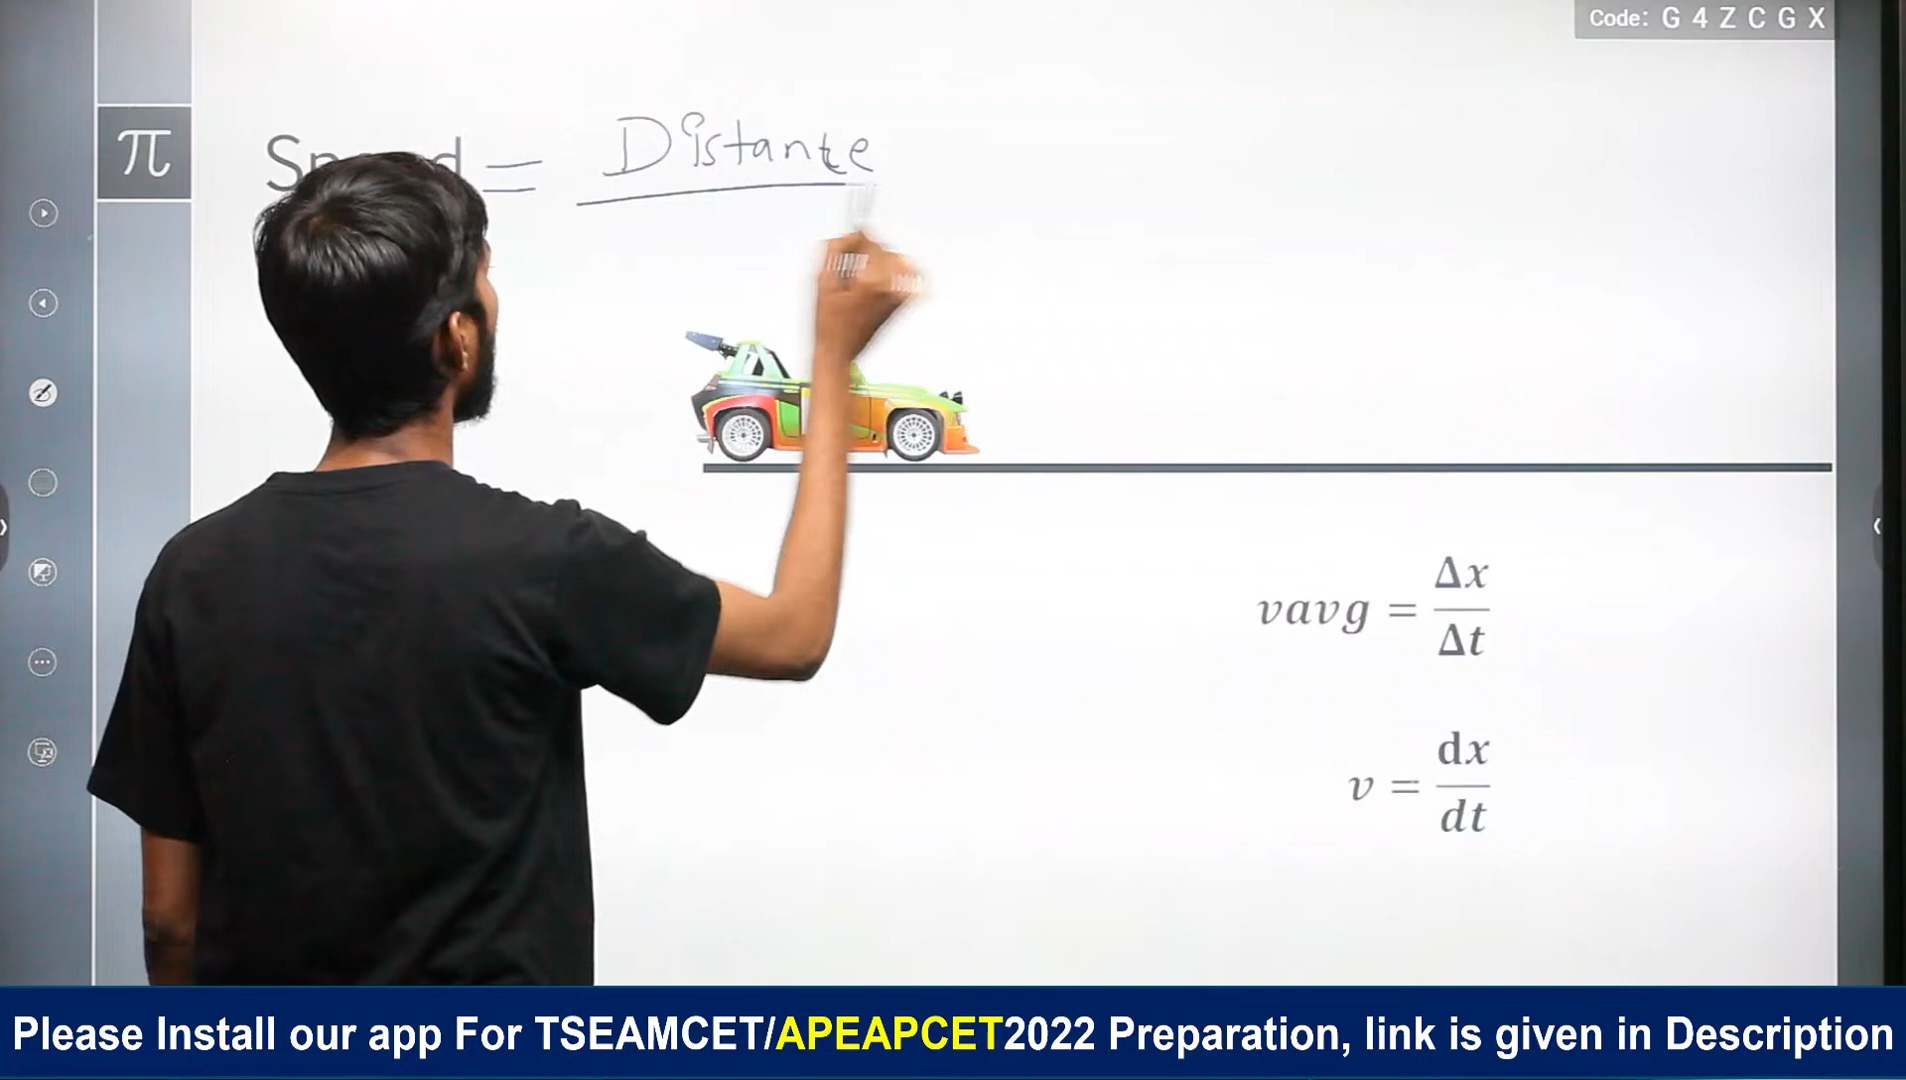 Code: G 4 Z C G X
π
= Distance
vavg = Δx/Δt
v = dx/dt
Please Install our app For TSEAMCET/APEAPCET2022 Preparation, link is given in Description